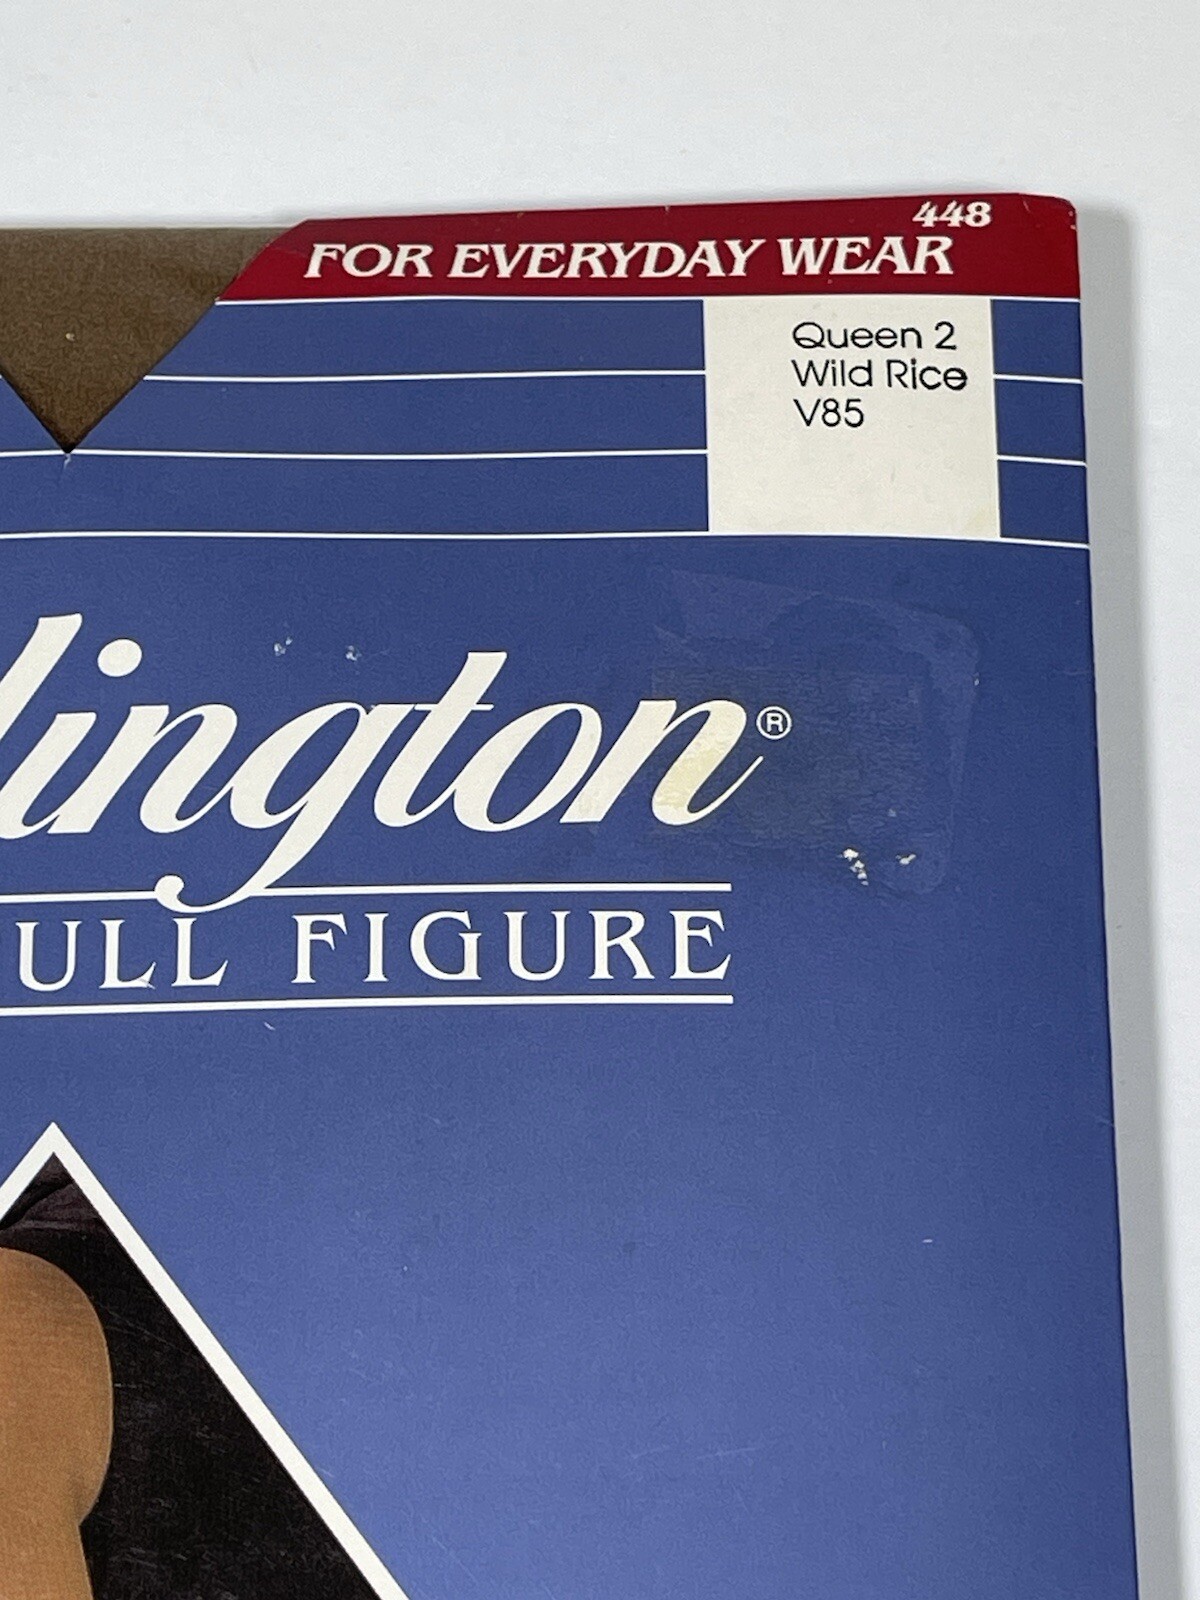 448
FOR EVERYDAY WEAR
Queen 2
Wild Rice
V85
lington®
ULL FIGURE